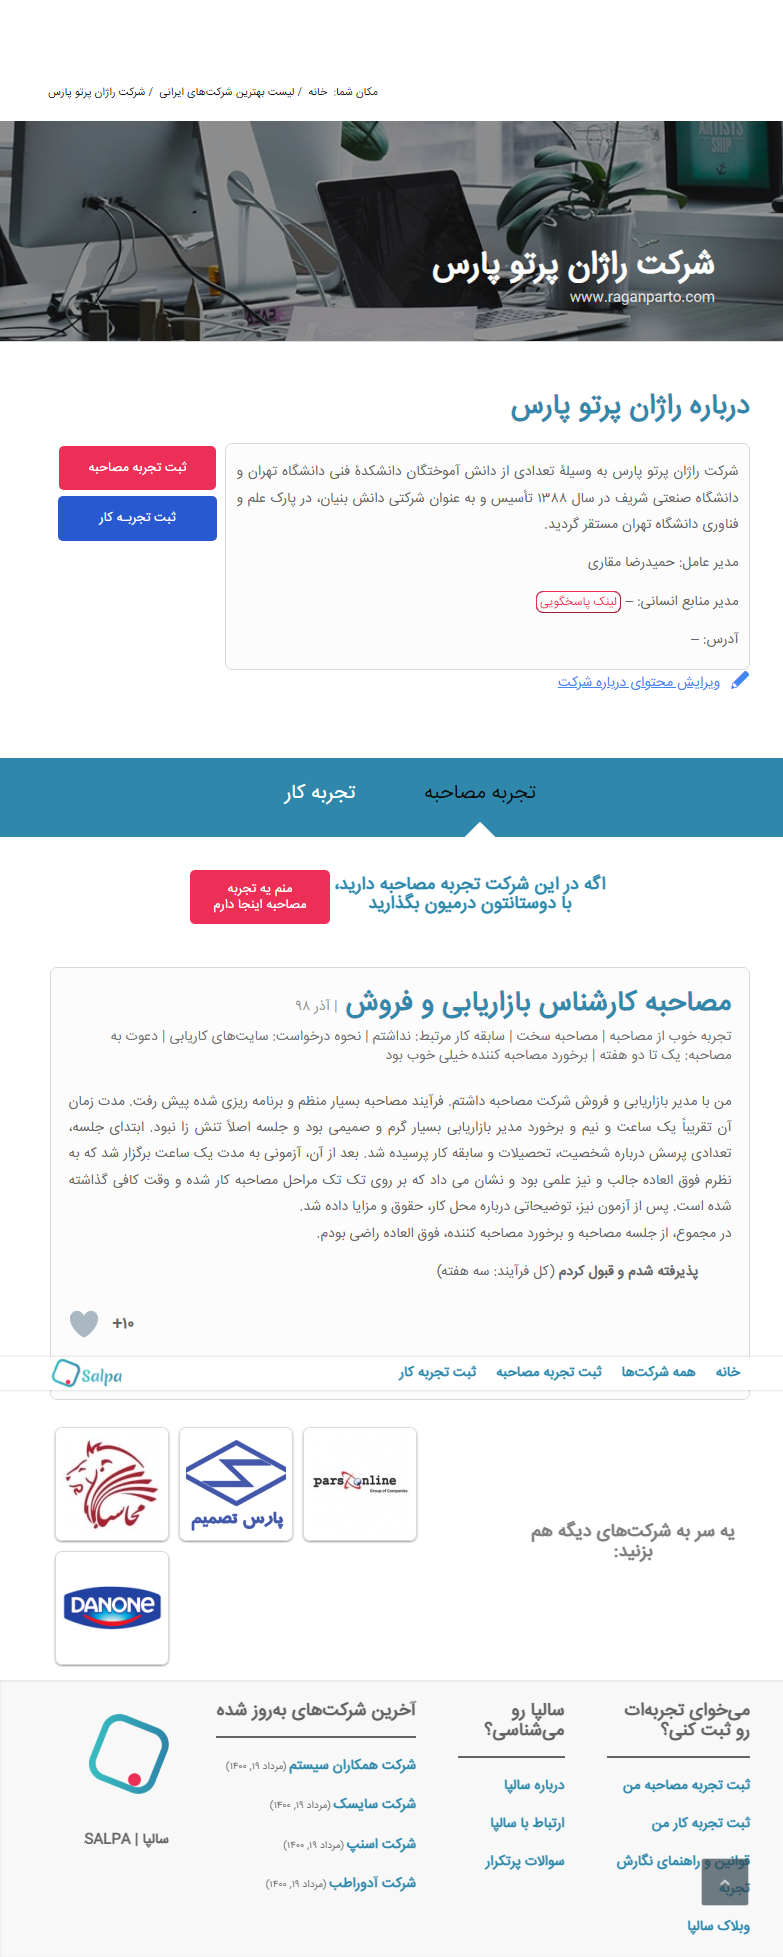 مکان شما: خانه / لیست بهترین شرکت‌های ایرانی / شرکت راژان پرتو پارس
ARTISTS
SHIP
شرکت راژان پرتو پارس
www.raganparto.com
درباره راژان پرتو پارس
شرکت راژان پرتو پارس به وسیلهٔ تعدادی از دانش آموختگان دانشکدهٔ فنی دانشگاه تهران و
دانشگاه صنعتی شریف در سال ۱۳۸۸ تأسیس و به عنوان شرکتی دانش بنیان، در پارک علم و
فناوری دانشگاه تهران مستقر گردید.
مدیر عامل: حمیدرضا مقاری
مدیر منابع انسانی: – لینک پاسخگویی
آدرس: –
ثبت تجربه مصاحبه
ثبت تجربـه کار
ویرایش محتوای درباره شرکت
تجربه مصاحبه
تجربه کار
اگه در این شرکت تجربه مصاحبه دارید،
با دوستانتون درمیون بگذارید
منم یه تجربه
مصاحبه اینجا دارم
مصاحبه کارشناس بازاریابی و فروش | آذر ۹۸
تجربه خوب از مصاحبه | مصاحبه سخت | سابقه کار مرتبط: نداشتم | نحوه درخواست: سایت‌های کاریابی | دعوت به
مصاحبه: یک تا دو هفته | برخورد مصاحبه کننده خیلی خوب بود
من با مدیر بازاریابی و فروش شرکت مصاحبه داشتم. فرآیند مصاحبه بسیار منظم و برنامه ریزی شده پیش رفت. مدت زمان
آن تقریباً یک ساعت و نیم و برخورد مدیر بازاریابی بسیار گرم و صمیمی بود و جلسه اصلاً تنش زا نبود. ابتدای جلسه،
تعدادی پرسش درباره شخصیت، تحصیلات و سابقه کار پرسیده شد. بعد از آن، آزمونی به مدت یک ساعت برگزار شد که به
نظرم فوق العاده جالب و نیز علمی بود و نشان می داد که بر روی تک تک مراحل مصاحبه کار شده و وقت کافی گذاشته
شده است. پس از آزمون نیز، توضیحاتی درباره محل کار، حقوق و مزایا داده شد.
در مجموع، از جلسه مصاحبه و برخورد مصاحبه کننده، فوق العاده راضی بودم.
پذیرفته شدم و قبول کردم (کل فرآیند: سه هفته)
+۱۰
خانه
همه شرکت‌ها
ثبت تجربه مصاحبه
ثبت تجربه کار
Salpa
یه سر به شرکت‌های دیگه هم
بزنید:
pars online
Group of Companies
پارس تصمیم
محاسبا
DANONE
می‌خوای تجربه‌ات
رو ثبت کنی؟
ثبت تجربه مصاحبه من
ثبت تجربه کار من
قوانین و راهنمای نگارش
تجربه
وبلاک سالپا
سالپا رو
می‌شناسی؟
درباره سالپا
ارتباط با سالپا
سوالات پرتکرار
آخرین شرکت‌های به‌روز شده
شرکت همکاران سیستم (مرداد ۱۹, ۱۴۰۰)
شرکت سایسک (مرداد ۱۹, ۱۴۰۰)
شرکت اسنپ (مرداد ۱۹, ۱۴۰۰)
شرکت آدوراطب (مرداد ۱۹, ۱۴۰۰)
سالپا | SALPA